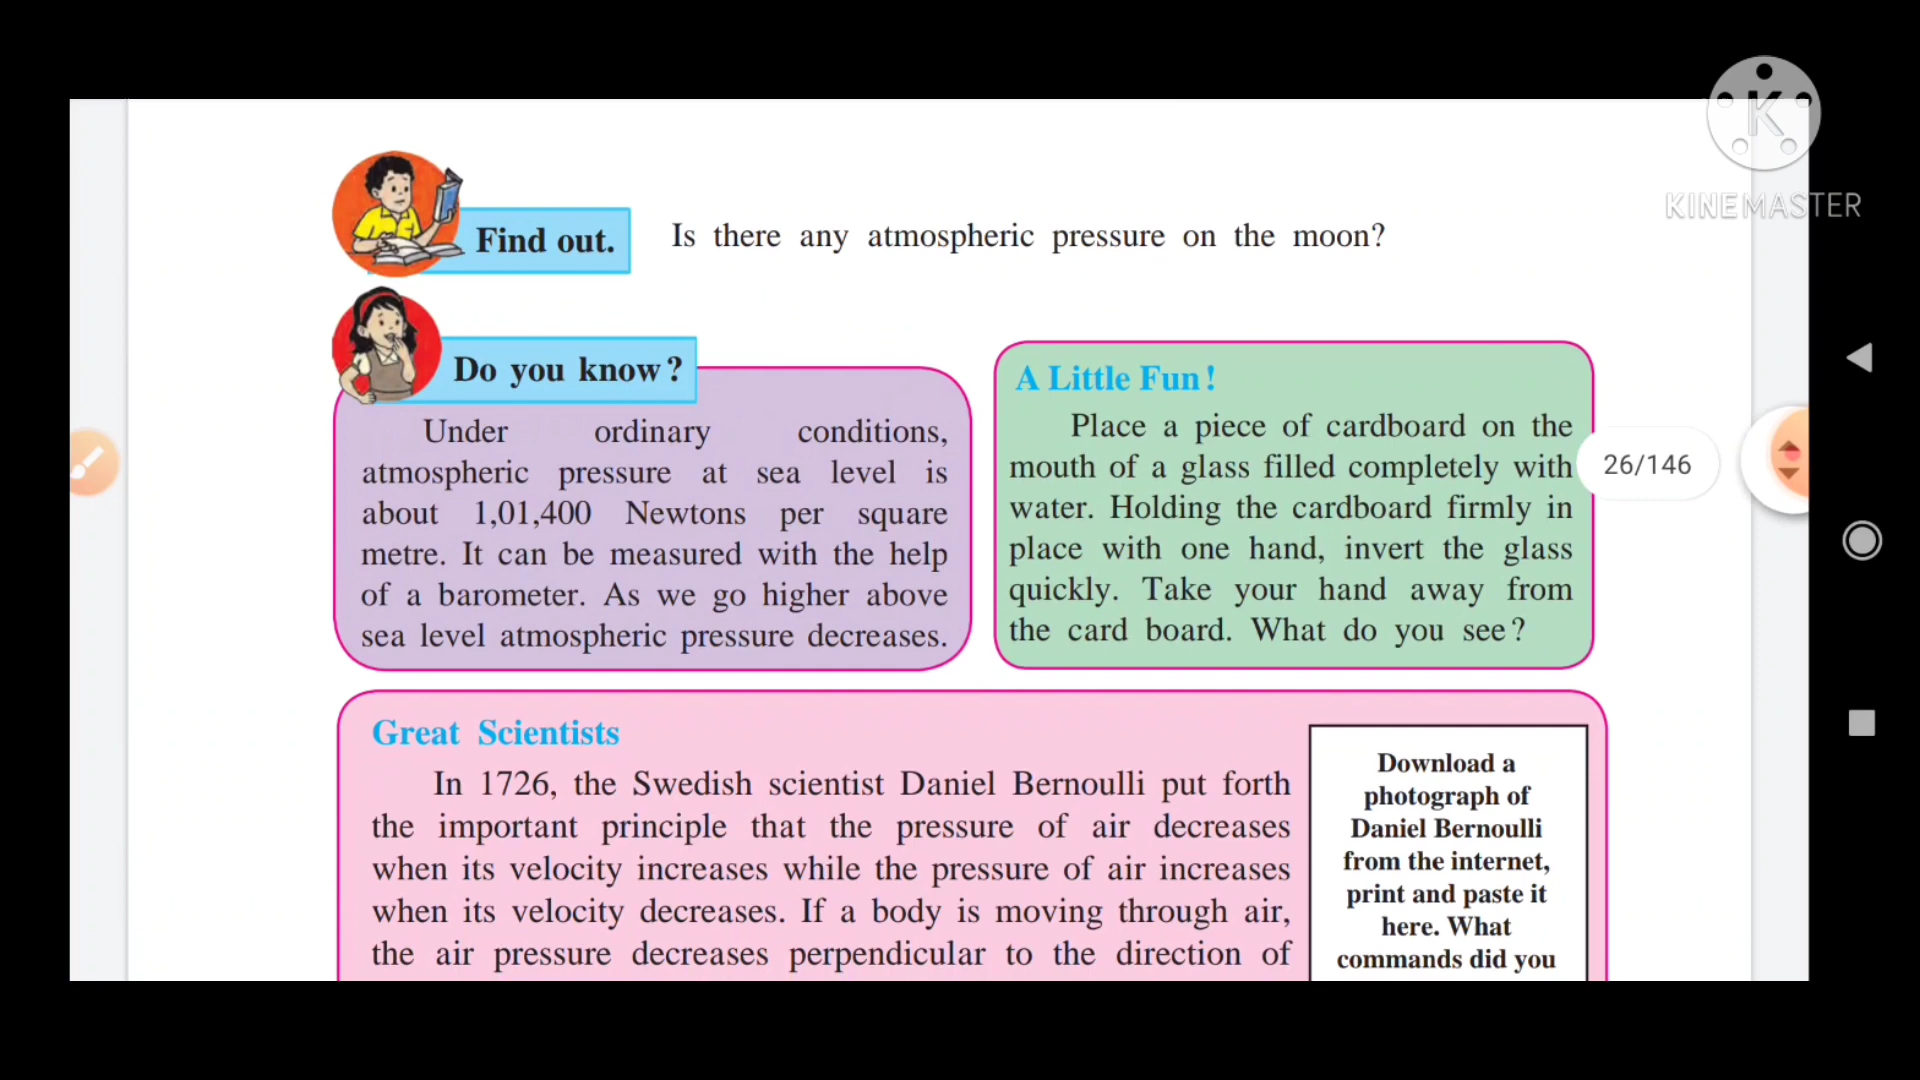 K
KINEMASTER
Find out.
Is there any atmospheric pressure on the moon?
Do you know?
Under ordinary conditions,
atmospheric pressure at sea level is
about 1,01,400 Newtons per square
metre. It can be measured with the help
of a barometer. As we go higher above
sea level atmospheric pressure decreases.
A Little Fun!
Place a piece of cardboard on the
mouth of a glass filled completely with
water. Holding the cardboard firmly in
place with one hand, invert the glass
quickly. Take your hand away from
the card board. What do you see?
26/146
Great Scientists
In 1726, the Swedish scientist Daniel Bernoulli put forth
the important principle that the pressure of air decreases
when its velocity increases while the pressure of air increases
when its velocity decreases. If a body is moving through air,
the air pressure decreases perpendicular to the direction of
Download a
photograph of
Daniel Bernoulli
from the internet,
print and paste it
here. What
commands did you